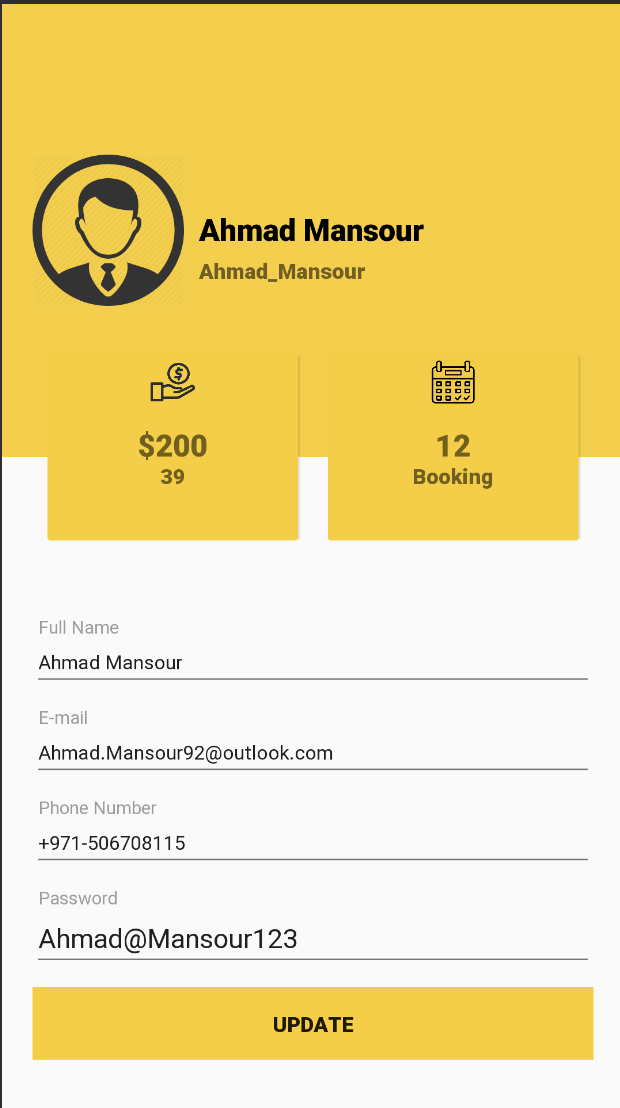 Ahmad Mansour
Ahmad_Mansour
$200
39
12
Booking
Full Name
Ahmad Mansour
E-mail
Ahmad.Mansour92@outlook.com
Phone Number
+971-506708115
Password
Ahmad@Mansour123
UPDATE